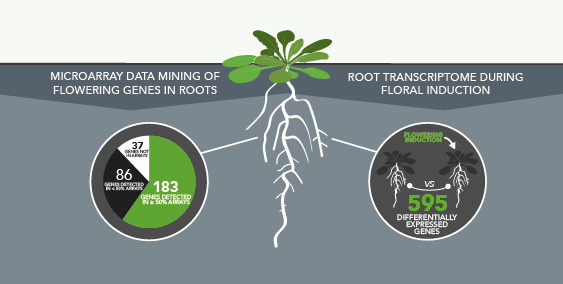 MICROARRAY DATA MINING OF
FLOWERING GENES IN ROOTS
ROOT TRANSCRIPTOME DURING
FLORAL INDUCTION
37
GENES NOT
IN ARRAYS
86
GENES DETECTED
IN < 50% ARRAYS
183
GENES DETECTED
IN ≥ 50% ARRAYS
FLOWERING
INDUCTION
VS
595
DIFFERENTIALLY
EXPRESSED
GENES